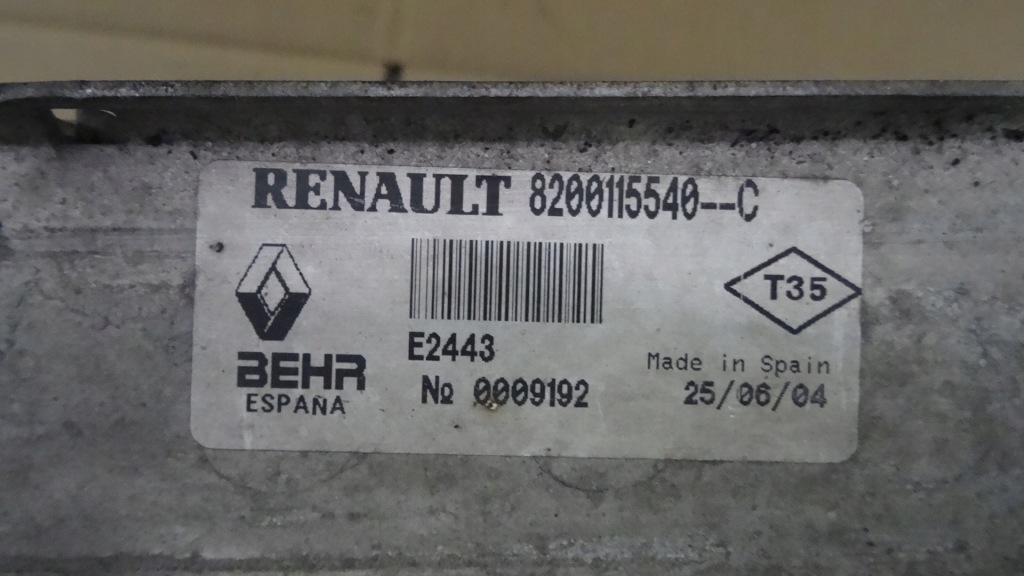 RENAULT 8200115540--C
T35
BEHR
ESPAÑA
E2443
Nº 0009192
Made in Spain
25/06/04